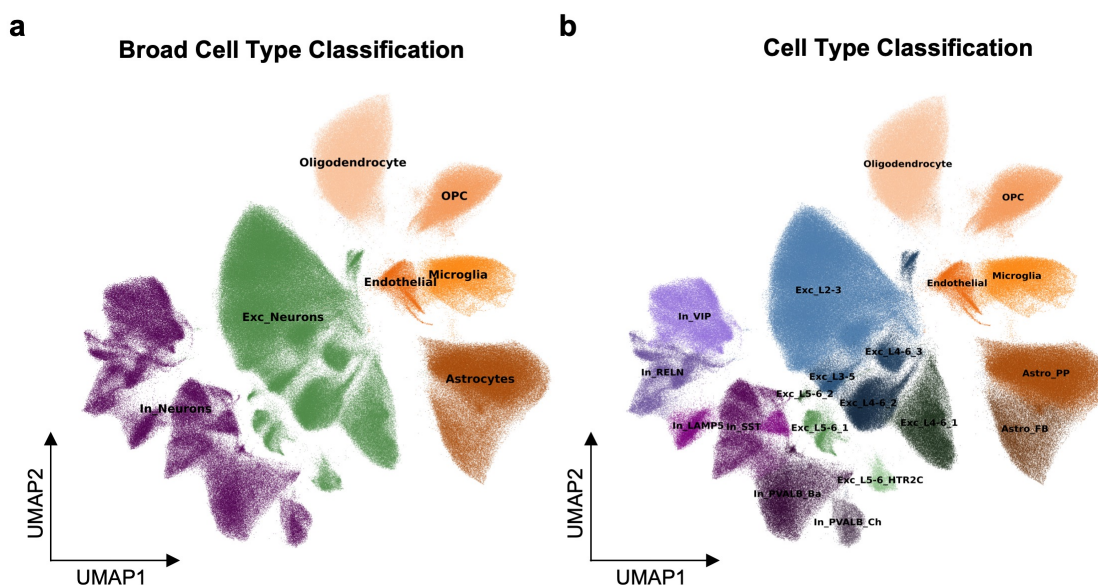 a
Broad Cell Type Classification
Oligodendrocyte
OPC
Endothelial
Microglia
Exc_Neurons
Astrocytes
In_Neurons
UMAP2
UMAP1
b
Cell Type Classification
Oligodendrocyte
OPC
Endothelial
Microglia
Exc_L2-3
In_VIP
Exc_L4-6_3
In_RELN
Exc_L3-5
Astro_PP
Exc_L5-6_2
Exc_L4-6_2
In_LAMP5
In_SST
Exc_L5-6_1
Exc_L4-6_1
Astro_FB
Exc_L5-6_HTR2C
In_PVALB_Ba
In_PVALB_Ch
UMAP2
UMAP1